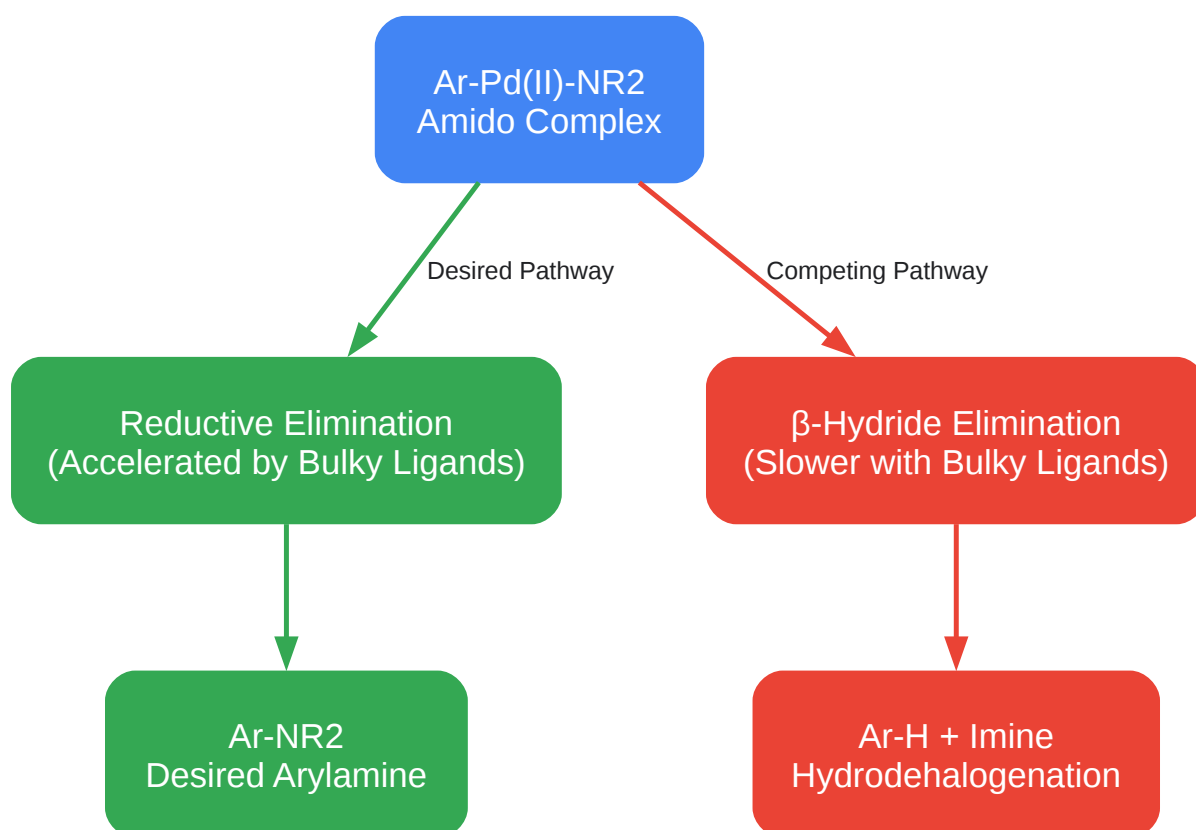 Ar-Pd(II)-NR2
Amido Complex
Desired Pathway
Competing Pathway
Reductive Elimination
(Accelerated by Bulky Ligands)
β-Hydride Elimination
(Slower with Bulky Ligands)
Ar-NR2
Desired Arylamine
Ar-H + Imine
Hydrodehalogenation